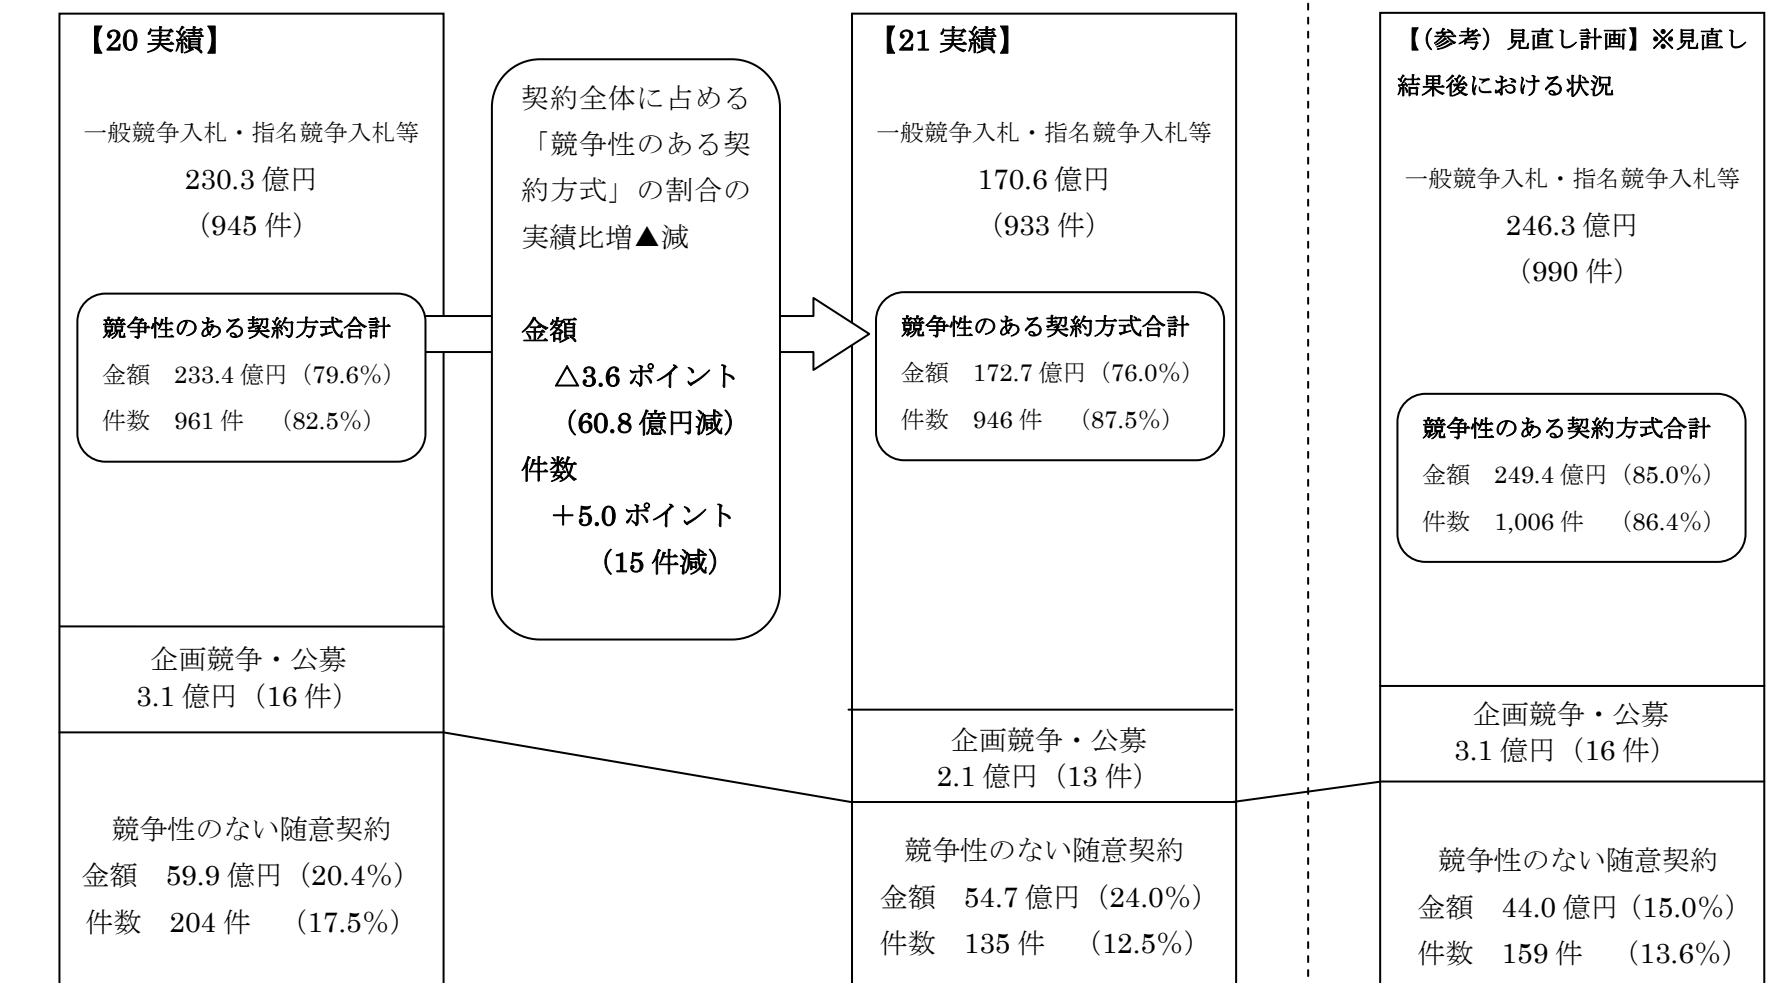 【20 実績】
一般競争入札・指名競争入札等
230.3 億円
（945 件）
競争性のある契約方式合計
金額　233.4 億円（79.6%）
件数　961 件　（82.5%）
企画競争・公募
3.1 億円（16 件）
競争性のない随意契約
金額　59.9 億円（20.4%）
件数　204 件　（17.5%）
契約全体に占める
「競争性のある契
約方式」の割合の
実績比増▲減
金額
△3.6 ポイント
（60.8 億円減）
件数
＋5.0 ポイント
（15 件減）
【21 実績】
一般競争入札・指名競争入札等
170.6 億円
（933 件）
競争性のある契約方式合計
金額　172.7 億円（76.0%）
件数　946 件　（87.5%）
企画競争・公募
2.1 億円（13 件）
競争性のない随意契約
金額　54.7 億円（24.0%）
件数　135 件　（12.5%）
【（参考）見直し計画】※見直し
結果後における状況
一般競争入札・指名競争入札等
246.3 億円
（990 件）
競争性のある契約方式合計
金額　249.4 億円（85.0%）
件数　1,006 件　（86.4%）
企画競争・公募
3.1 億円（16 件）
競争性のない随意契約
金額　44.0 億円（15.0%）
件数　159 件　（13.6%）